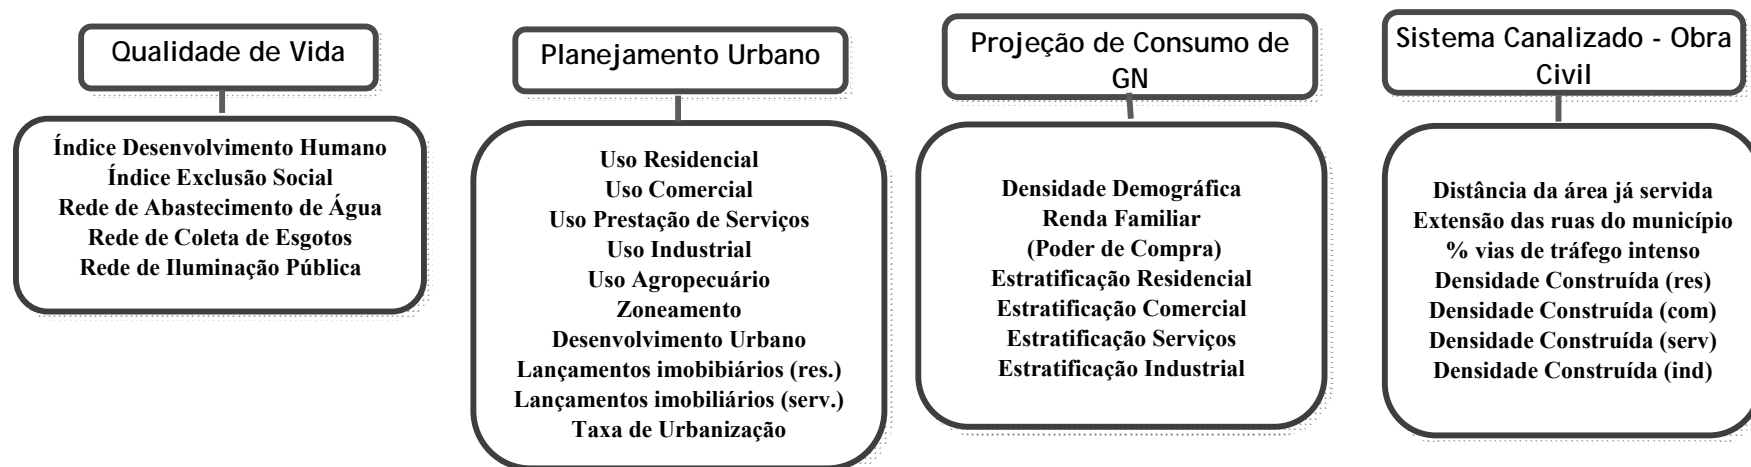 Qualidade de Vida
Índice Desenvolvimento Humano
Índice Exclusão Social
Rede de Abastecimento de Água
Rede de Coleta de Esgotos
Rede de Iluminação Pública
Planejamento Urbano
Uso Residencial
Uso Comercial
Uso Prestação de Serviços
Uso Industrial
Uso Agropecuário
Zoneamento
Desenvolvimento Urbano
Lançamentos imobibiários (res.)
Lançamentos imobiliários (serv.)
Taxa de Urbanização
Projeção de Consumo de
GN
Densidade Demográfica
Renda Familiar
(Poder de Compra)
Estratificação Residencial
Estratificação Comercial
Estratificação Serviços
Estratificação Industrial
Sistema Canalizado - Obra
Civil
Distância da área já servida
Extensão das ruas do município
% vias de tráfego intenso
Densidade Construída (res)
Densidade Construída (com)
Densidade Construída (serv)
Densidade Construída (ind)